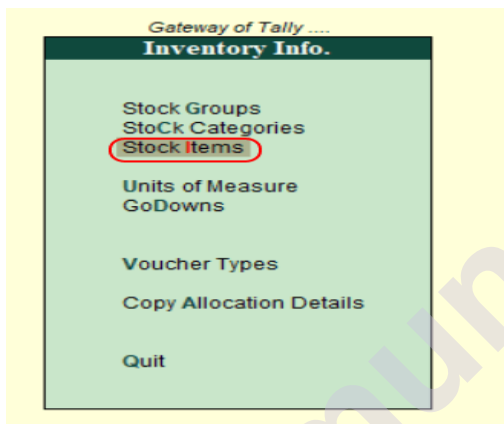 Gateway of Tally ....
Inventory Info.
Stock Groups
StoCk Categories
Stock Items
Units of Measure
GoDowns
Voucher Types
Copy Allocation Details
Quit